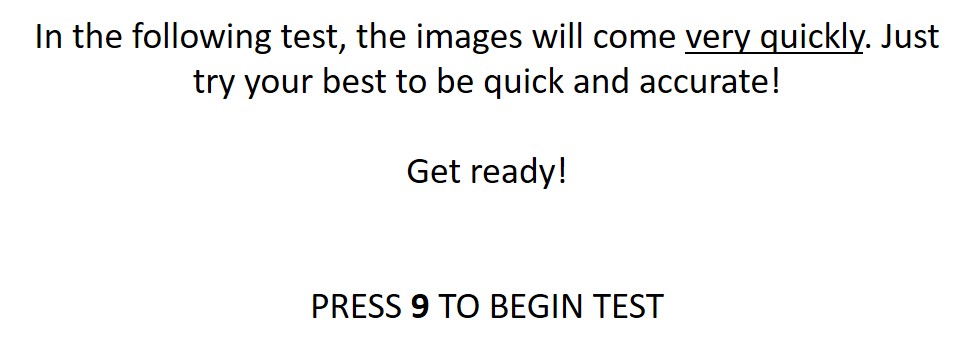 In the following test, the images will come very quickly. Just
try your best to be quick and accurate!
Get ready!
PRESS 9 TO BEGIN TEST